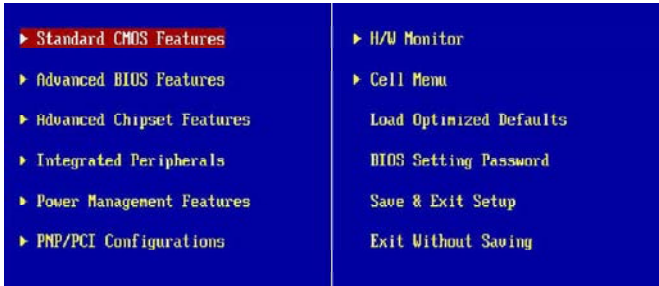 Standard CMOS Features
Advanced BIOS Features
Advanced Chipset Features
Integrated Peripherals
Power Management Features
PNP/PCI Configurations
H/W Monitor
Cell Menu
Load Optimized Defaults
BIOS Setting Password
Save & Exit Setup
Exit Without Saving